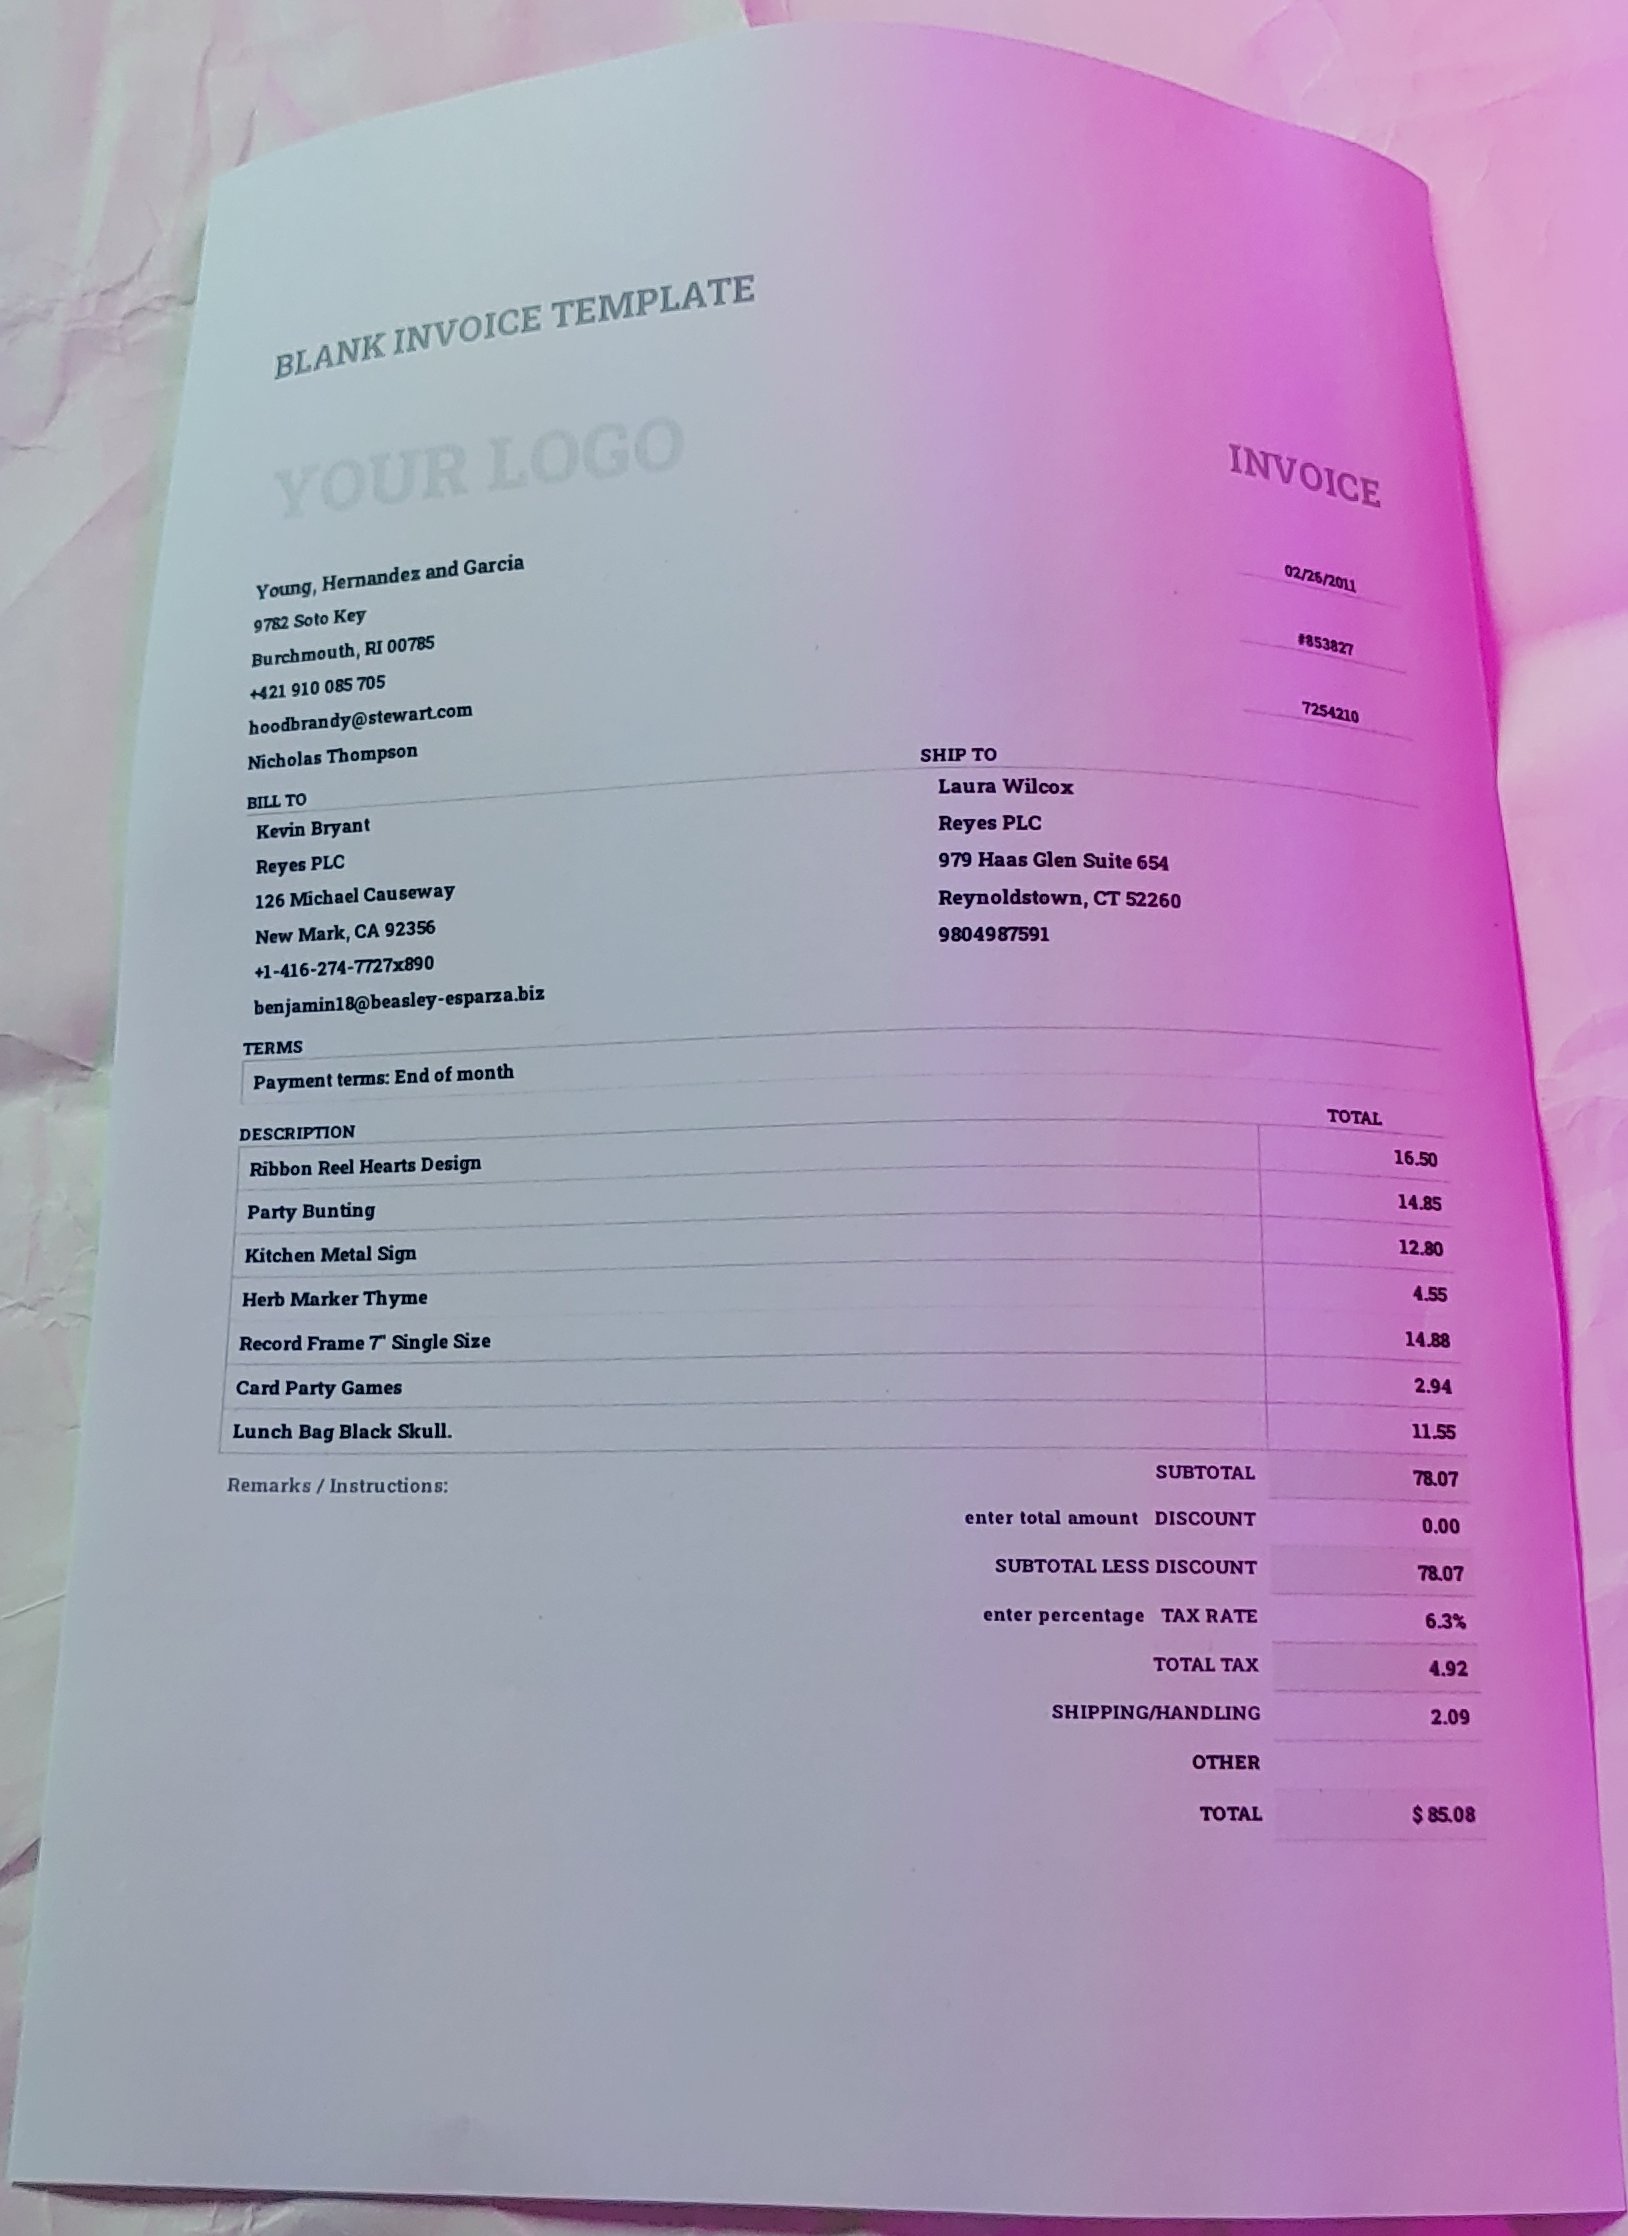 BLANK INVOICE TEMPLATE
YOUR LOGO
INVOICE
Young, Hernandez and Garcia
9782 Soto Key
Burchmouth, RI 00785
+421 910 085 705
hoodbrandy@stewart.com
Nicholas Thompson
02/26/2011
#853827
7254210
BILL TO
Kevin Bryant
Reyes PLC
126 Michael Causeway
New Mark, CA 92356
+1-416-274-7727x890
benjamin18@beasley-esparza.biz
SHIP TO
Laura Wilcox
Reyes PLC
979 Haas Glen Suite 654
Reynoldstown, CT 52260
9804987591
TERMS
Payment terms: End of month
DESCRIPTION TOTAL
Ribbon Reel Hearts Design 16.50
Party Bunting 14.85
Kitchen Metal Sign 12.80
Herb Marker Thyme 4.55
Record Frame 7" Single Size 14.88
Card Party Games 2.94
Lunch Bag Black Skull. 11.55
Remarks / Instructions:
SUBTOTAL 78.07
enter total amount DISCOUNT 0.00
SUBTOTAL LESS DISCOUNT 78.07
enter percentage TAX RATE 6.3%
TOTAL TAX 4.92
SHIPPING/HANDLING 2.09
OTHER
TOTAL $ 85.08